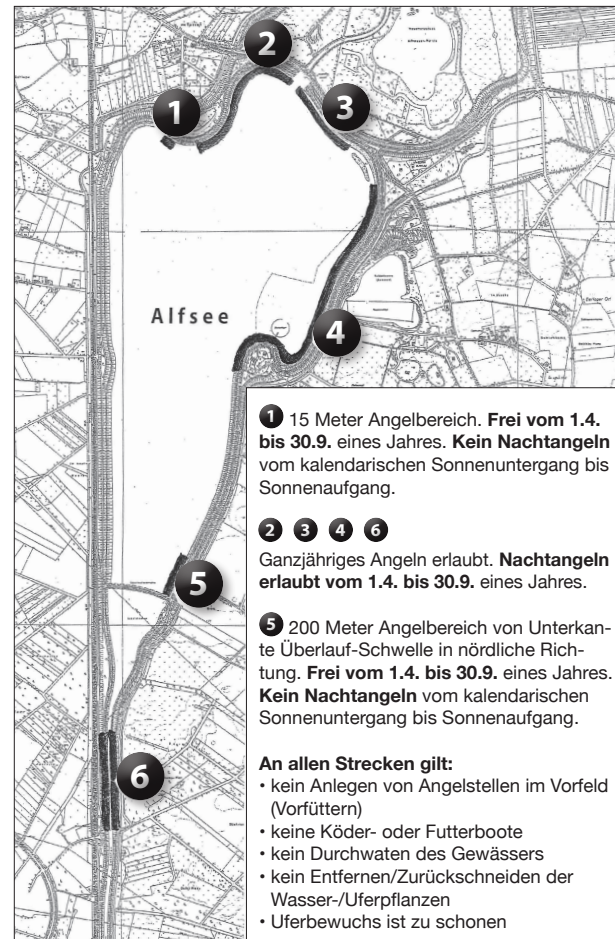 2
1
3
Alfsee
4
5
6
1 15 Meter Angelbereich. Frei vom 1.4.
bis 30.9. eines Jahres. Kein Nachtangeln
vom kalendarischen Sonnenuntergang bis
Sonnenaufgang.
2 3 4 6
Ganzjähriges Angeln erlaubt. Nachtangeln
erlaubt vom 1.4. bis 30.9. eines Jahres.
5 200 Meter Angelbereich von Unterkan-
te Überlauf-Schwelle in nördliche Rich-
tung. Frei vom 1.4. bis 30.9. eines Jahres.
Kein Nachtangeln vom kalendarischen
Sonnenuntergang bis Sonnenaufgang.
An allen Strecken gilt:
• kein Anlegen von Angelstellen im Vorfeld
(Vorfüttern)
• keine Köder- oder Futterboote
• kein Durchwaten des Gewässers
• kein Entfernen/Zurückschneiden der
Wasser-/Uferpflanzen
• Uferbewuchs ist zu schonen